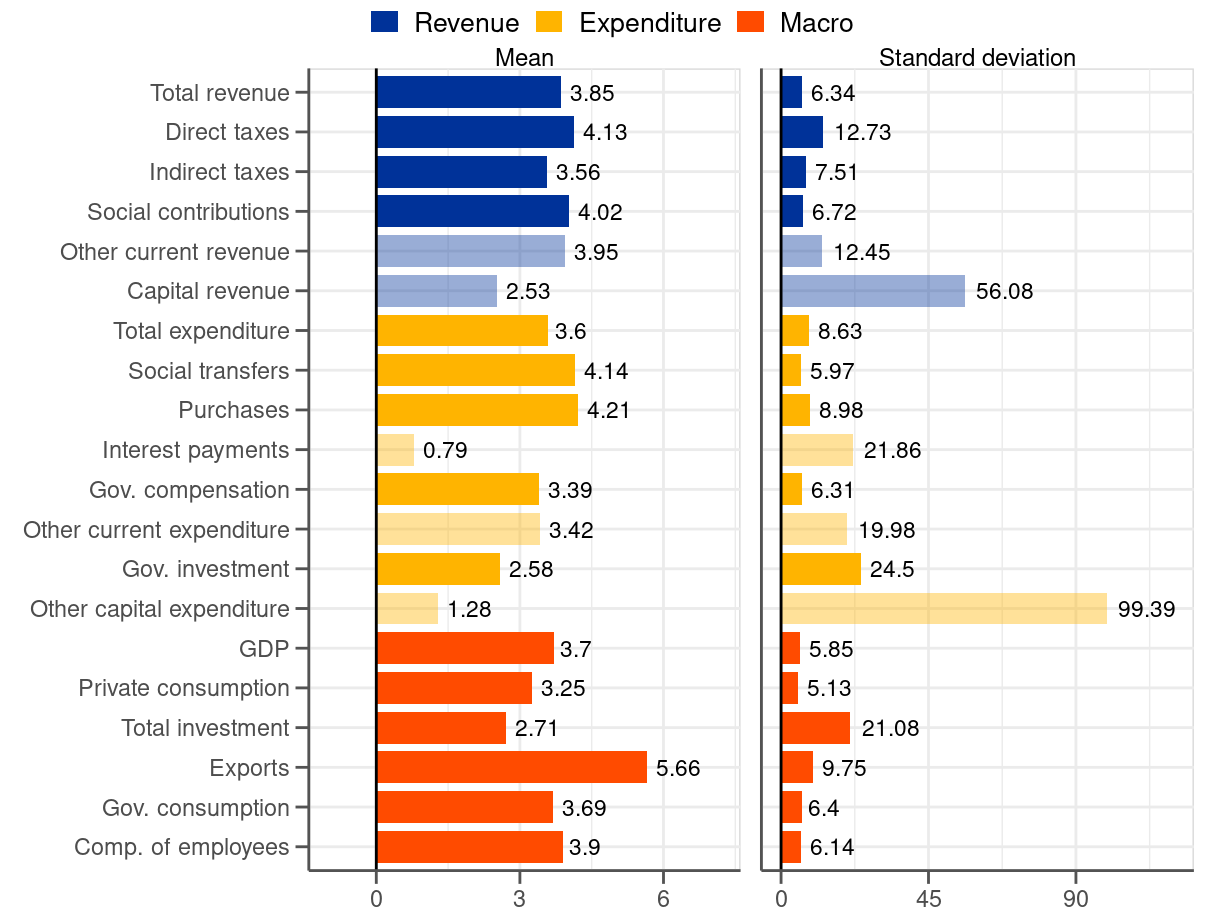 Revenue Expenditure Macro
Mean Standard deviation
Total revenue 3.85 6.34
Direct taxes 4.13 12.73
Indirect taxes 3.56 7.51
Social contributions 4.02 6.72
Other current revenue 3.95 12.45
Capital revenue 2.53 56.08
Total expenditure 3.6 8.63
Social transfers 4.14 5.97
Purchases 4.21 8.98
Interest payments 0.79 21.86
Gov. compensation 3.39 6.31
Other current expenditure 3.42 19.98
Gov. investment 2.58 24.5
Other capital expenditure 1.28 99.39
GDP 3.7 5.85
Private consumption 3.25 5.13
Total investment 2.71 21.08
Exports 5.66 9.75
Gov. consumption 3.69 6.4
Comp. of employees 3.9 6.14
0 3 6 0 45 90